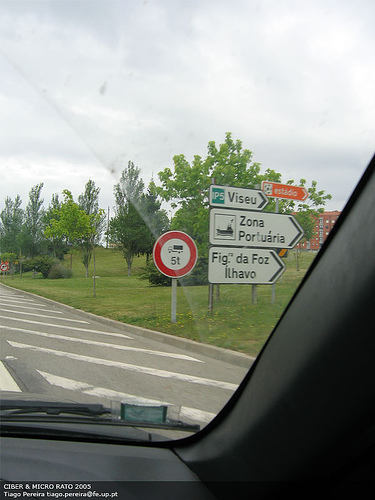 IP5 Viseu
estádio
Zona
Portuária
Fig.ª da Foz
Ílhavo
5t
CIBER & MICRO RATO 2005
Tiago Pereira tiago.pereira@fe.up.pt